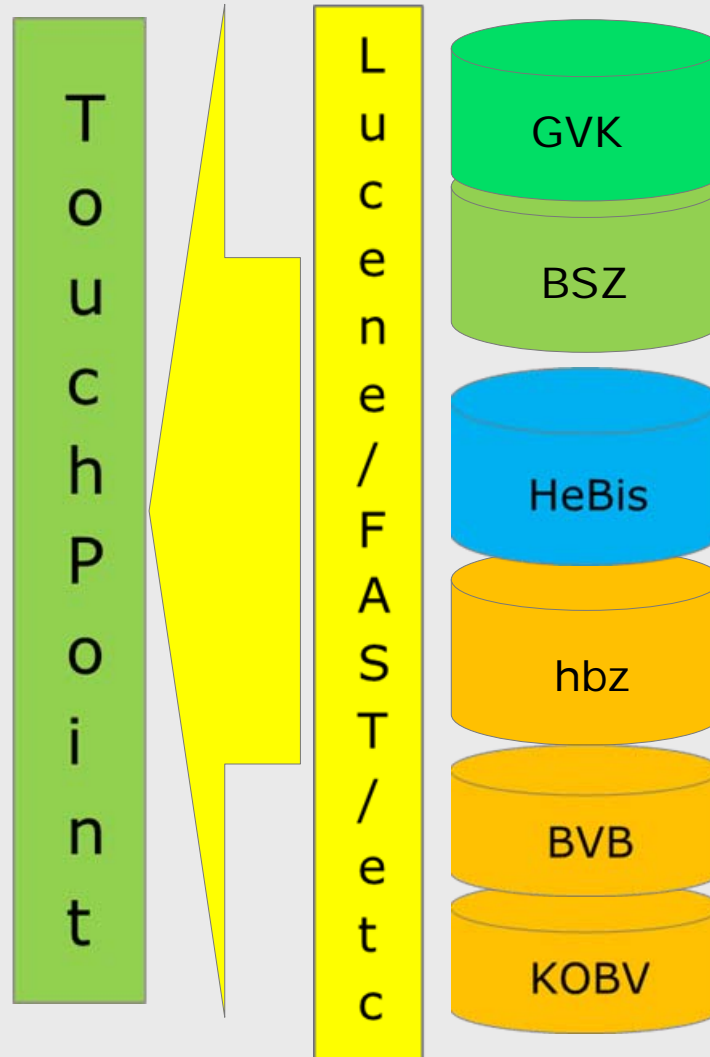 TouchPoint
Lucene/FAST/etc
GVK
BSZ
HeBis
hbz
BVB
KOBV